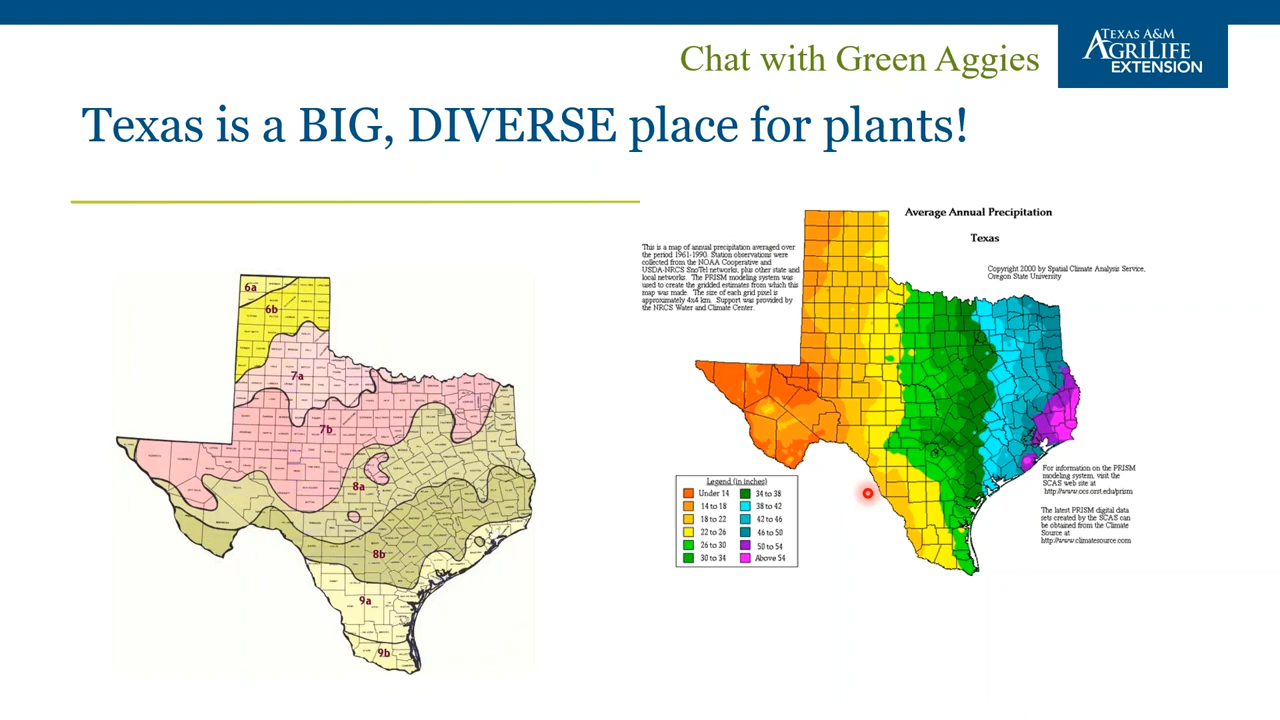 Chat with Green Aggies
TEXAS A&M
AGRILIFE
EXTENSION
Texas is a BIG, DIVERSE place for plants!
6a
6b
7a
7b
8a
8b
9a
9b
Average Annual Precipitation
Texas
This is a map of annual precipitation averaged over
the period 1961-1990. Station observations were
collected from the NOAA Cooperative and
USDA-NRCS SnoTel networks, plus other state and
local networks. The PRISM modeling system was
used to create the gridded estimates from which this
map was made. The size of each grid pixel is
approximately 4x4 km. Support was provided by
the NRCS Water and Climate Center.
Copyright 2000 by Spatial Climate Analysis Service,
Oregon State University
Legend (in inches)
Under 14
14 to 18
18 to 22
22 to 26
26 to 30
30 to 34
34 to 38
38 to 42
42 to 46
46 to 50
50 to 54
Above 54
For information on the PRISM
modeling system, visit the
SCAS web site at
http://www.ocs.orst.edu/prism
The latest PRISM digital data
sets created by the SCAS can
be obtained from the Climate
Source at
http://www.climatesource.com